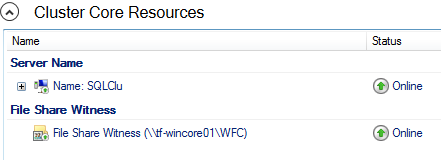 Cluster Core Resources
Name Status
Server Name
Name: SQLClu Online
File Share Witness
File Share Witness (\\tf-wincore01\WFC) Online